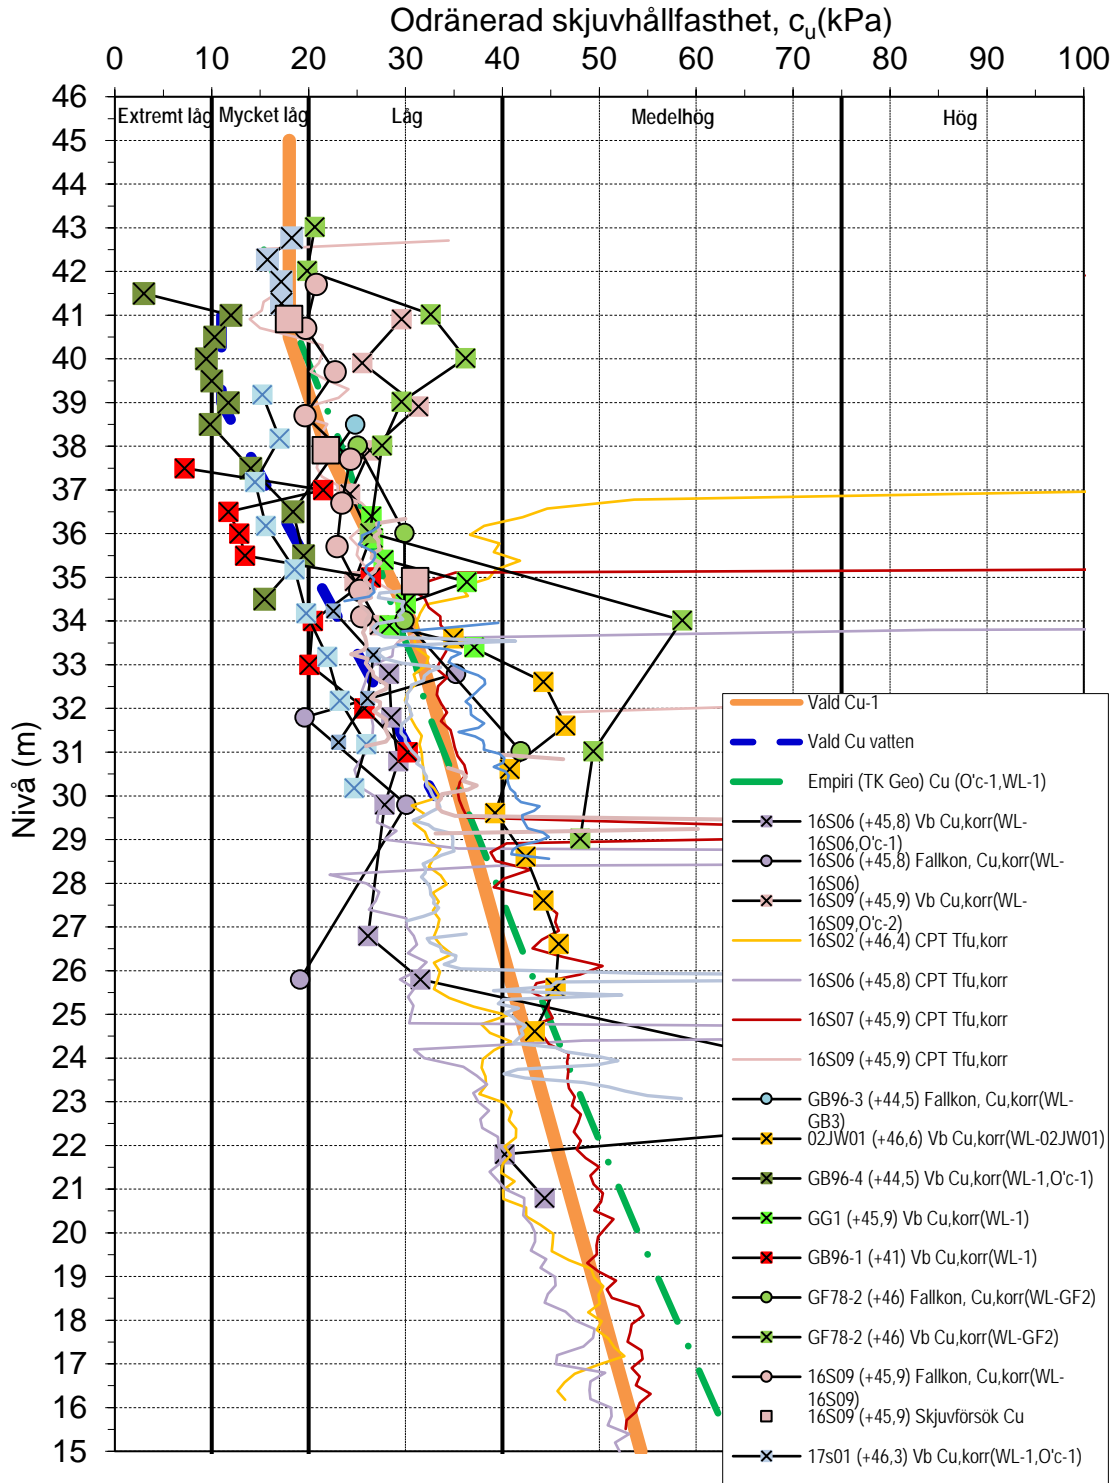 Odränerad skjuvhållfasthet, cu(kPa)
0 10 20 30 40 50 60 70 80 90 100
Extremt låg Mycket låg Låg Medelhög Hög
Nivå (m)
46
45
44
43
42
41
40
39
38
37
36
35
34
33
32
31
30
29
28
27
26
25
24
23
22
21
20
19
18
17
16
15
Vald Cu-1
Vald Cu vatten
Empiri (TK Geo) Cu (O'c-1,WL-1)
16S06 (+45,8) Vb Cu,korr(WL-
16S06,O'c-1)
16S06 (+45,8) Fallkon, Cu,korr(WL-
16S06)
16S09 (+45,9) Vb Cu,korr(WL-
16S09,O'c-2)
16S02 (+46,4) CPT Tfu,korr
16S06 (+45,8) CPT Tfu,korr
16S07 (+45,9) CPT Tfu,korr
16S09 (+45,9) CPT Tfu,korr
GB96-3 (+44,5) Fallkon, Cu,korr(WL-
GB3)
02JW01 (+46,6) Vb Cu,korr(WL-02JW01)
GB96-4 (+44,5) Vb Cu,korr(WL-1,O'c-1)
GG1 (+45,9) Vb Cu,korr(WL-1)
GB96-1 (+41) Vb Cu,korr(WL-1)
GF78-2 (+46) Fallkon, Cu,korr(WL-GF2)
GF78-2 (+46) Vb Cu,korr(WL-GF2)
16S09 (+45,9) Fallkon, Cu,korr(WL-
16S09)
16S09 (+45,9) Skjuvförsök Cu
17s01 (+46,3) Vb Cu,korr(WL-1,O'c-1)